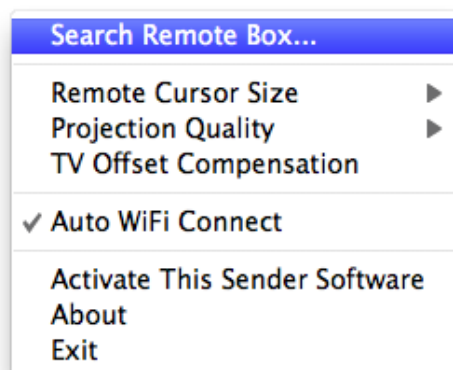 Search Remote Box...
Remote Cursor Size
Projection Quality
TV Offset Compensation
Auto WiFi Connect
Activate This Sender Software
About
Exit